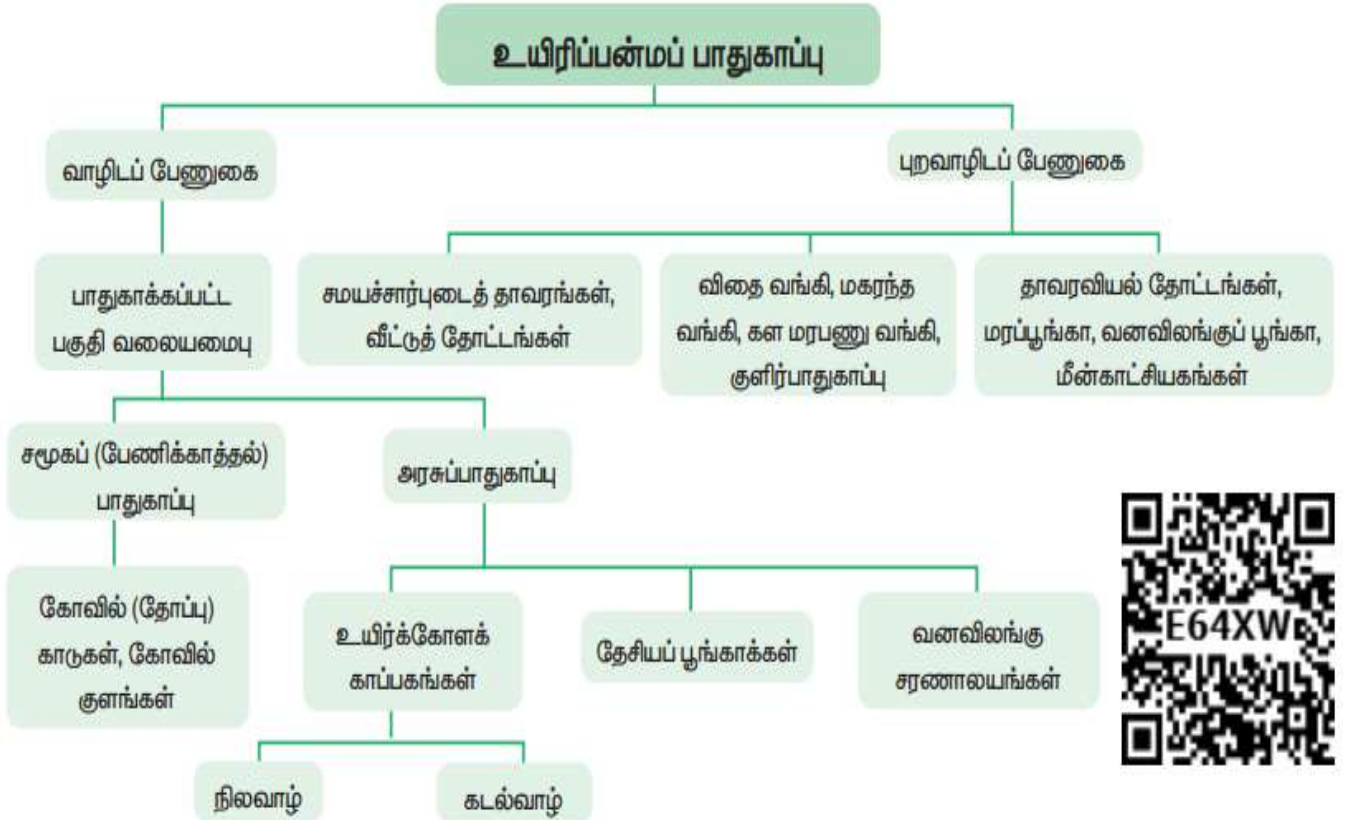 உயிரிப்பன்மப் பாதுகாப்பு
வாழிடப் பேணுகை
புறவாழிடப் பேணுகை
பாதுகாக்கப்பட்ட
பகுதி வலையமைபு
சமயச்சார்புடைத் தாவரங்கள்,
வீட்டுத் தோட்டங்கள்
விதை வங்கி, மகரந்த
வங்கி, கள மரபணு வங்கி,
குளிர்பாதுகாப்பு
தாவரவியல் தோட்டங்கள்,
மரப்பூங்கா, வனவிலங்குப் பூங்கா,
மீன்காட்சியகங்கள்
சமூகப் (பேணிக்காத்தல்)
பாதுகாப்பு
அரசுப்பாதுகாப்பு
கோவில் (தோப்பு)
காடுகள், கோவில்
குளங்கள்
உயிர்க்கோளக்
காப்பகங்கள்
தேசியப் பூங்காக்கள்
வனவிலங்கு
சரணாலயங்கள்
E64XW
நிலவாழ்
கடல்வாழ்